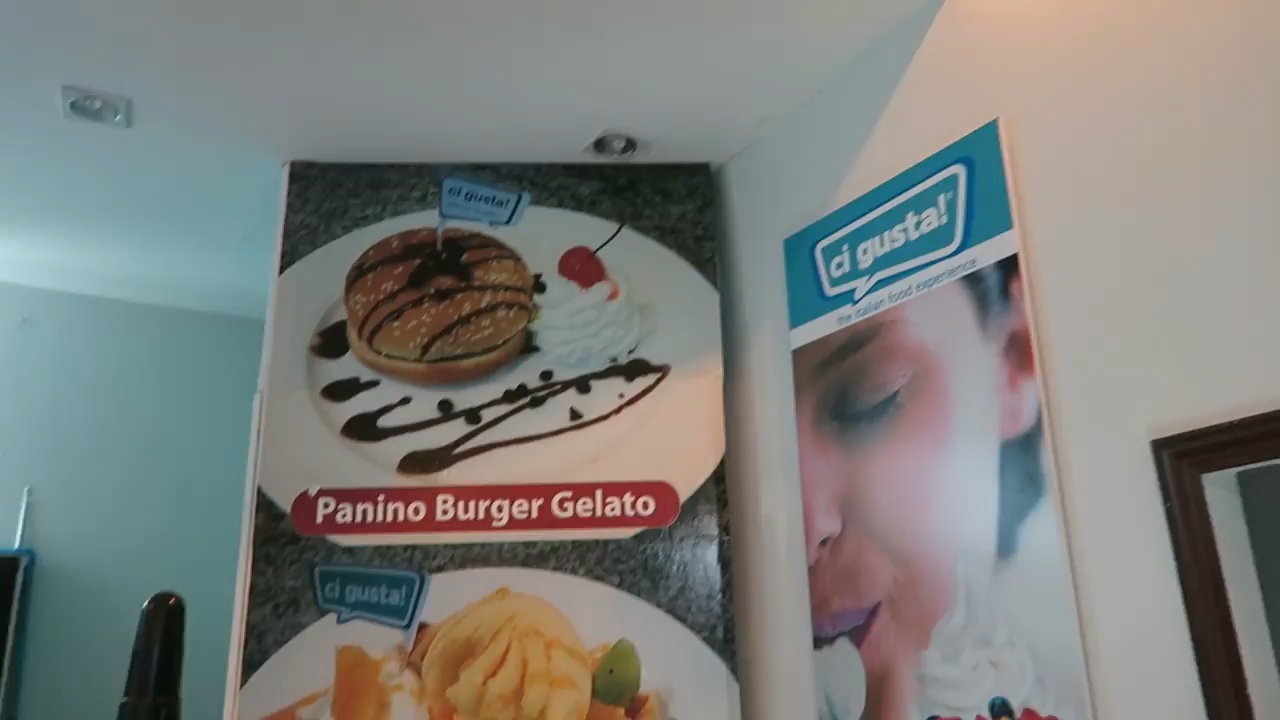 ci gusta!
Panino Burger Gelato
ci gusta!
ci gusta!
the italian food experience